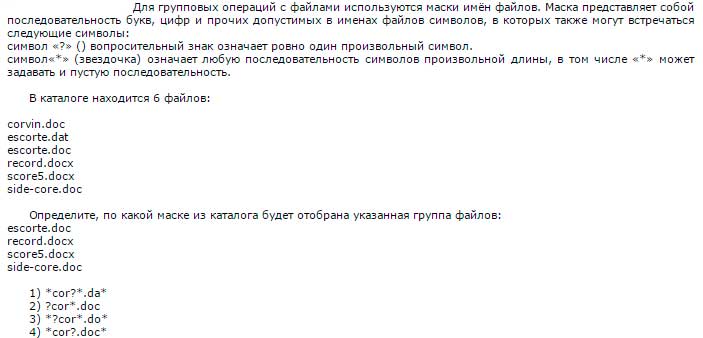 Для групповых операций с файлами используются маски имён файлов. Маска представляет собой
последовательность букв, цифр и прочих допустимых в именах файлов символов, в которых также могут встречаться
следующие символы:
символ «?» () вопросительный знак означает ровно один произвольный символ.
символ«*» (звездочка) означает любую последовательность символов произвольной длины, в том числе «*» может
задавать и пустую последовательность.
В каталоге находится 6 файлов:
corvin.doc
escorte.dat
escorte.doc
record.docx
score5.docx
side-core.doc
Определите, по какой маске из каталога будет отобрана указанная группа файлов:
escorte.doc
record.docx
score5.docx
side-core.doc
1) *cor?*.da*
2) ?cor*.doc
3) *?cor*.do*
4) *cor?.doc*